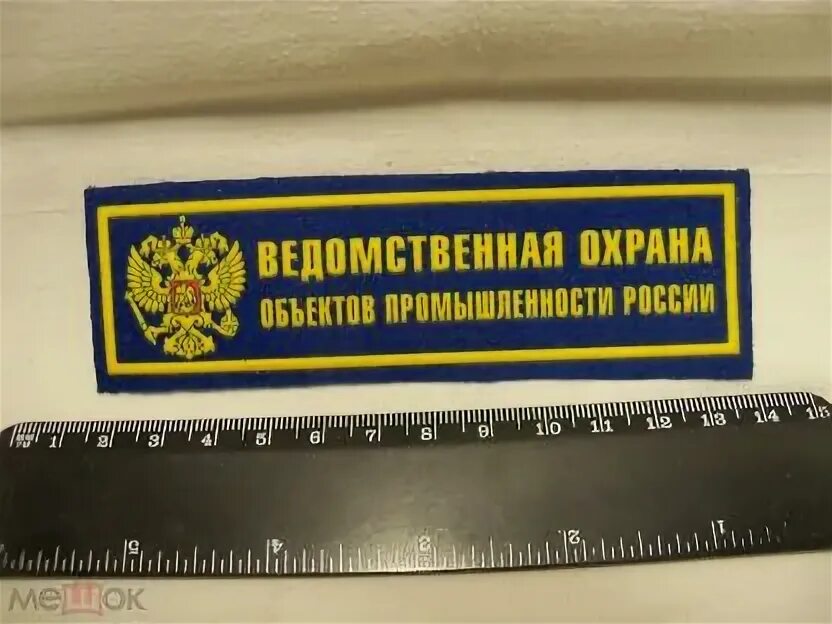 ВЕДОМСТВЕННАЯ ОХРАНА
ОБЪЕКТОВ ПРОМЫШЛЕННОСТИ РОССИИ
1 2 3 4 5 6 7 8 9 10 11 12 13 14 15
5 4 3 2 1
мешок